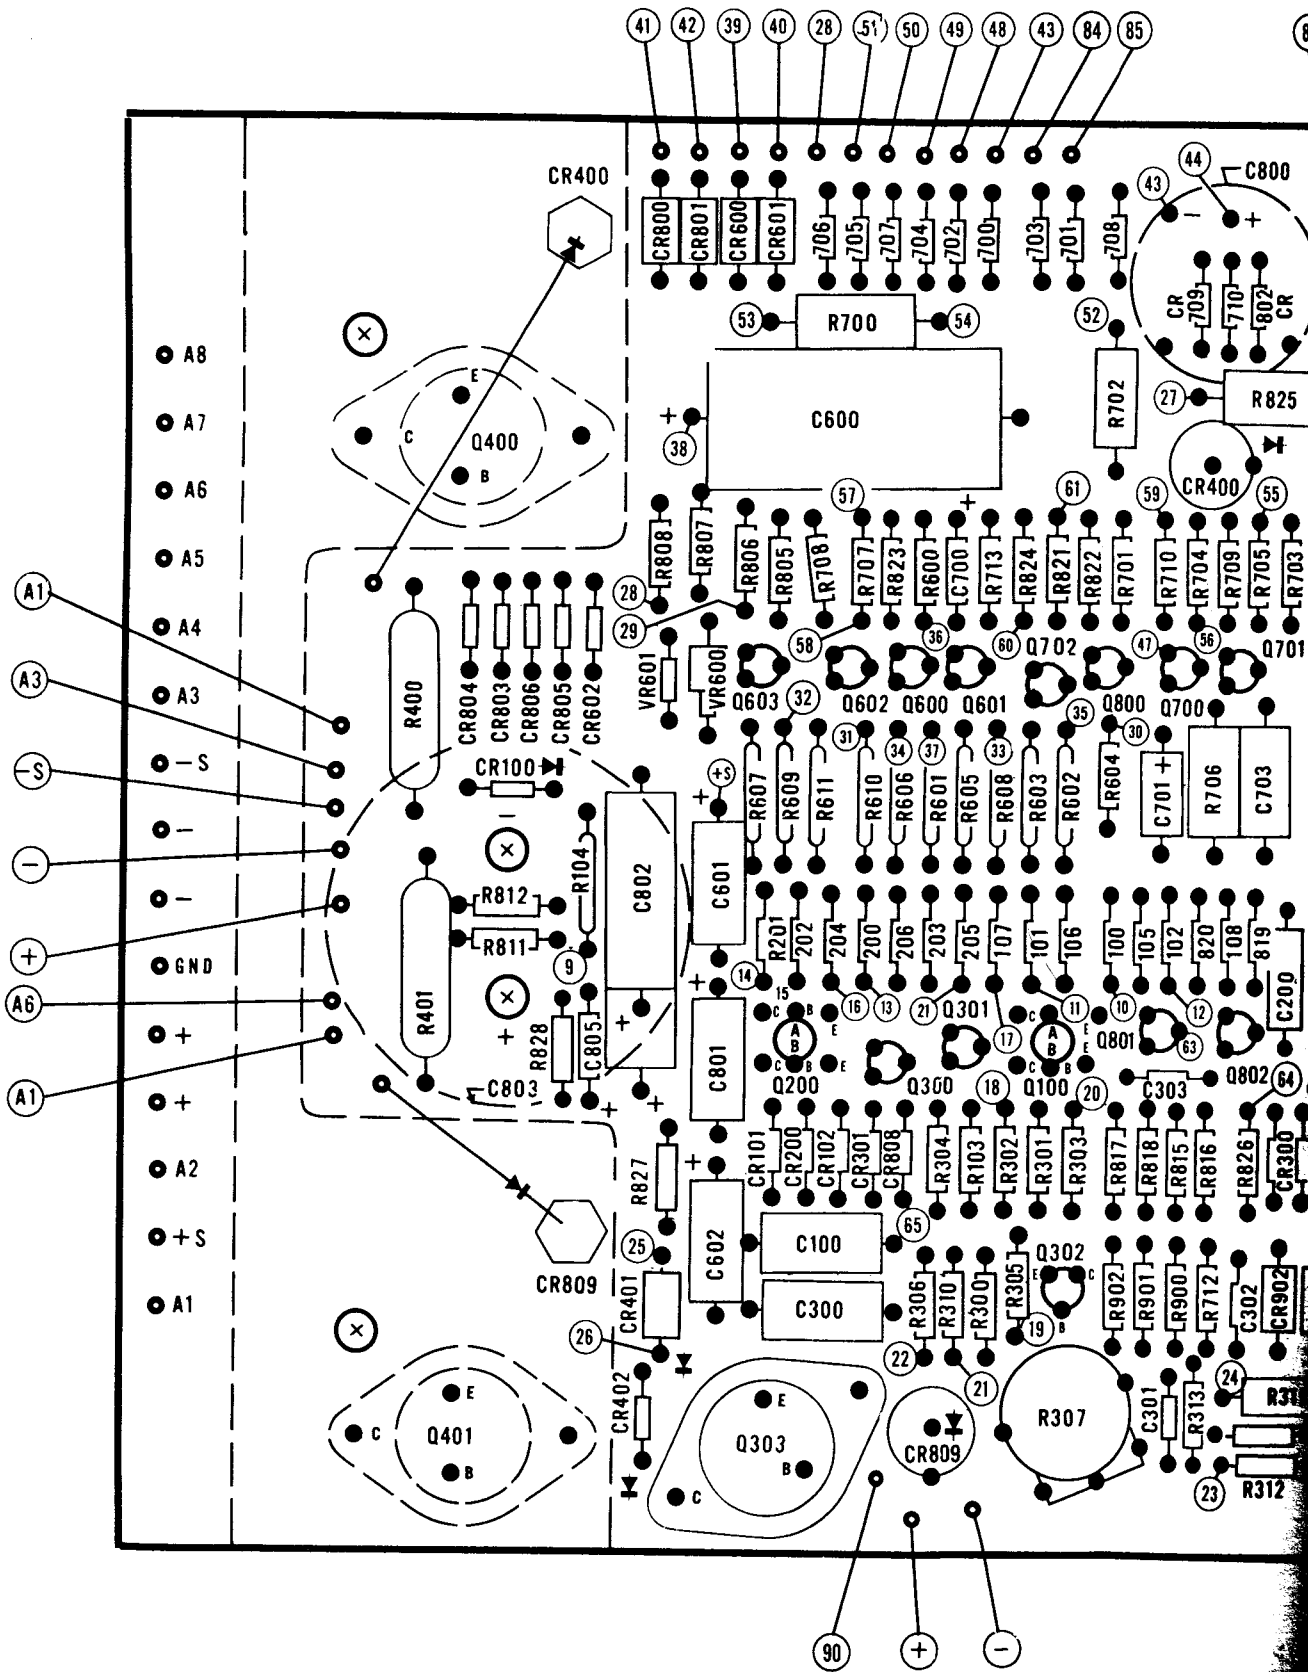 41 42 39 40 28 51 50 49 48 43 84 85 8
CR400
CR800 CR801 CR600 CR601 706 705 707 704 702 700 703 701 708
43 - 44 + C800
CR 709 710 802 CR
53 R700 54 52
A8
E
C Q400
B
+ 38 C600 R702
27 R825
CR400
A7
A6
57 + 61 59 55
R808 R807 R806 R805 R708 R707 R823 R600 C700 R713 R824 R821 R822 R701 R710 R704 R709 R705 R703
A5
A1
28
29
58 36 60 47 56
A4
Q702 Q701
A3
A3
R400
CR804 CR803 CR806 CR805 CR602
VR601 VR600
Q603 Q602 Q600 Q601 Q800 Q700
32 31 34 37 33 35 30
-S
-S
CR100
+ +S
R607 R609 R611 R610 R606 R601 R605 R608 R603 R602 R604 C701 + R706 C703
-
-
-
R104 C802 C601
-
R812
R811
9
+
GND
R201 202 204 200 206 203 205 107 101 106 100 105 102 820 108 819
C200
14 15 16 13 21 17 11 10 12
A6
+
R401
+
R828 C805 +
+
C801
C B E
A
B
C B E
Q200
Q300
Q301
C B E
A
B
C B E
Q100
Q801 63
Q802 64
C303
A1
+
C803
+ +
18 20
CR101 CR200 CR102 CR301 CR808 R304 R103 R302 R301 R303 R817 R818 R815 R816 R826 CR300
A2
R827 +
65
+S
25
C602 C100
C300
CR809
CR401
A1
26
R306 R310 R300 R305
Q302
E C
B
19
R902 R901 R900 R712 C302 CR902
22 21
CR402
E
C Q401
B
E
Q303
B
C
CR809
R307
C301 R313
24
R31
23 R312
90 + -